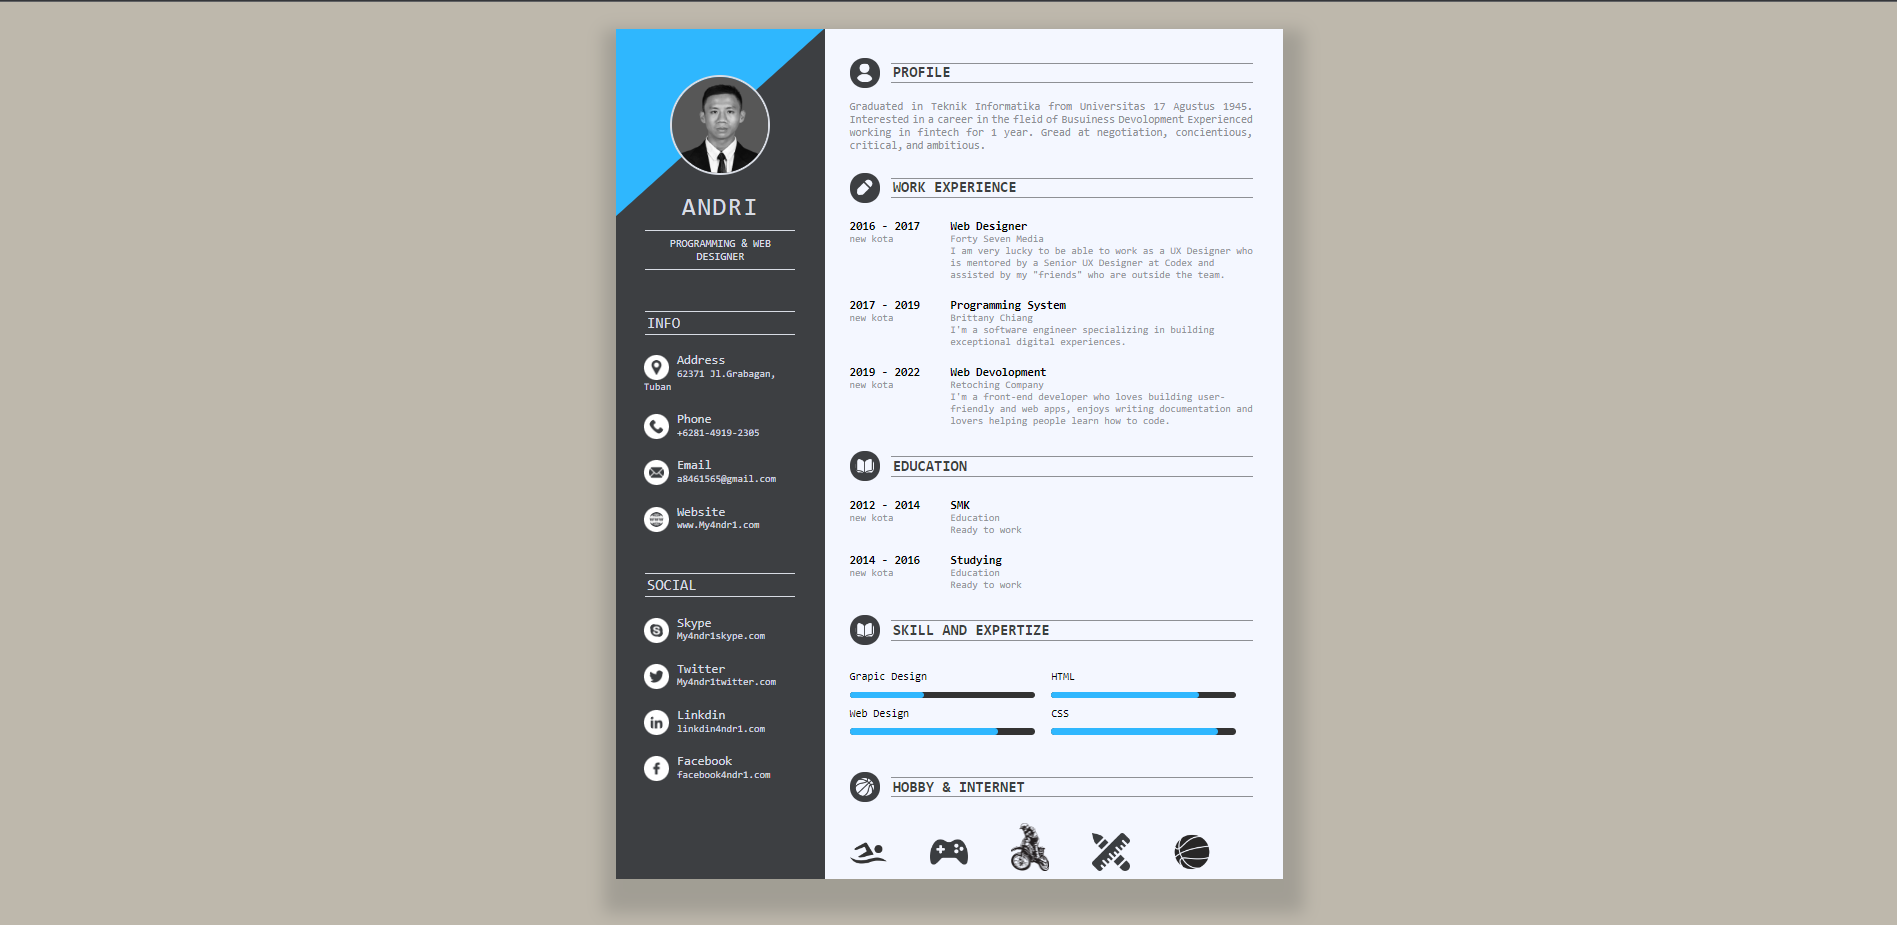 ANDRI
PROGRAMMING & WEB
DESIGNER
INFO
Address
62371 Jl.Grabagan,
Tuban
Phone
+6281-4919-2305
Email
a8461565@gmail.com
Website
www.My4ndr1.com
SOCIAL
Skype
My4ndr1skype.com
Twitter
My4ndr1twitter.com
Linkdin
linkdin4ndr1.com
Facebook
facebook4ndr1.com
PROFILE
Graduated in Teknik Informatika from Universitas 17 Agustus 1945.
Interested in a career in the fleid of Busuiness Devolopment Experienced
working in fintech for 1 year. Gread at negotiation, concientious,
critical, and ambitious.
WORK EXPERIENCE
2016 - 2017 Web Designer
new kota Forty Seven Media
I am very lucky to be able to work as a UX Designer who
is mentored by a Senior UX Designer at Codex and
assisted by my "friends" who are outside the team.
2017 - 2019 Programming System
new kota Brittany Chiang
I'm a software engineer specializing in building
exceptional digital experiences.
2019 - 2022 Web Devolopment
new kota Retoching Company
I'm a front-end developer who loves building user-
friendly and web apps, enjoys writing documentation and
lovers helping people learn how to code.
EDUCATION
2012 - 2014 SMK
new kota Education
Ready to work
2014 - 2016 Studying
new kota Education
Ready to work
SKILL AND EXPERTIZE
Grapic Design HTML
Web Design CSS
HOBBY & INTERNET